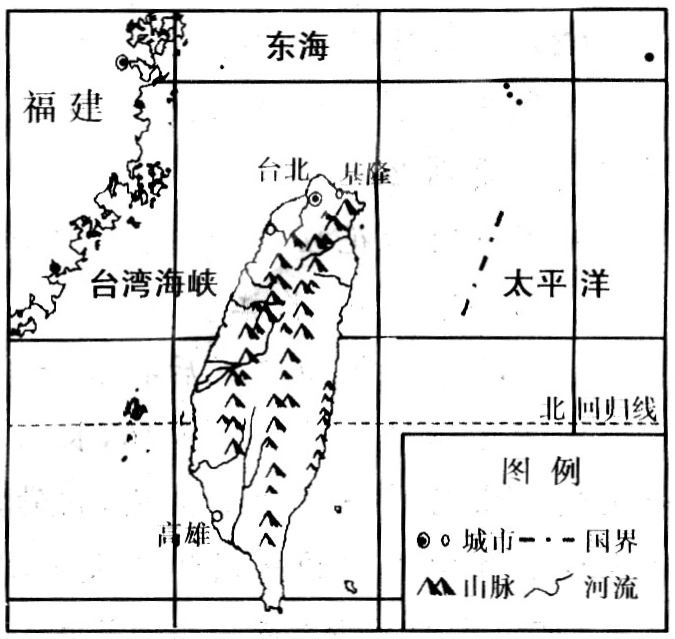 东海
福建
台北 基隆
台湾海峡
太平洋
北回归线
高雄
图例
城市 国界
山脉 河流